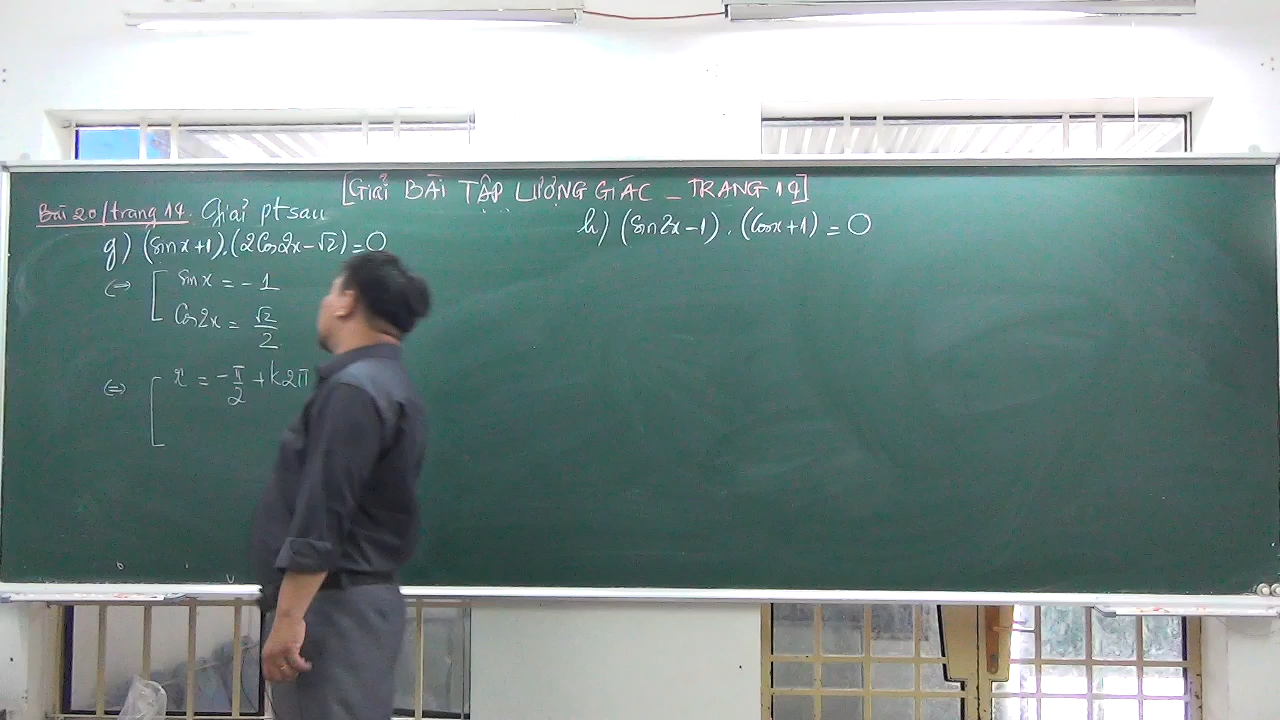 [GIẢI BÀI TẬP LƯỢNG GIÁC _ TRANG 14]
Bài 20/trang 14. Giải pt sau
g) (sinx+1).(2cos2x-√2)=0
⇔ [ sinx = -1
cos2x = √2/2
⇔ [ x = -π/2 + k2π
h) (sin2x-1).(cosx+1)=0